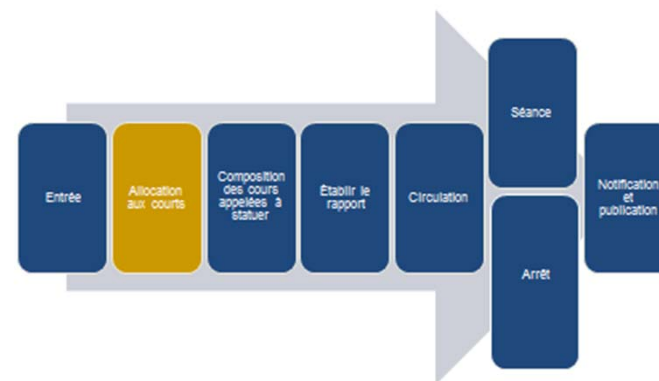 Entrée
Allocation
aux courts
Composition
des cours
appelées à
statuer
Établir le
rapport
Circulation
Séance
Arrêt
Notification
et
publication